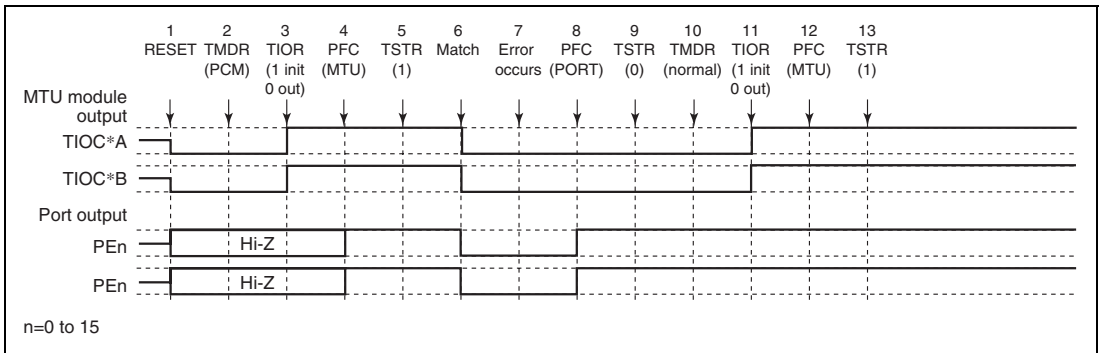 1 2 3 4 5 6 7 8 9 10 11 12 13
RESET TMDR TIOR PFC TSTR Match Error PFC TSTR TMDR TIOR PFC TSTR
(PCM) (1 init (MTU) (1) occurs (PORT) (0) (normal) (1 init (MTU) (1)
0 out) 0 out)
MTU module
output
TIOC*A
TIOC*B
Port output
PEn Hi-Z
PEn Hi-Z
n=0 to 15